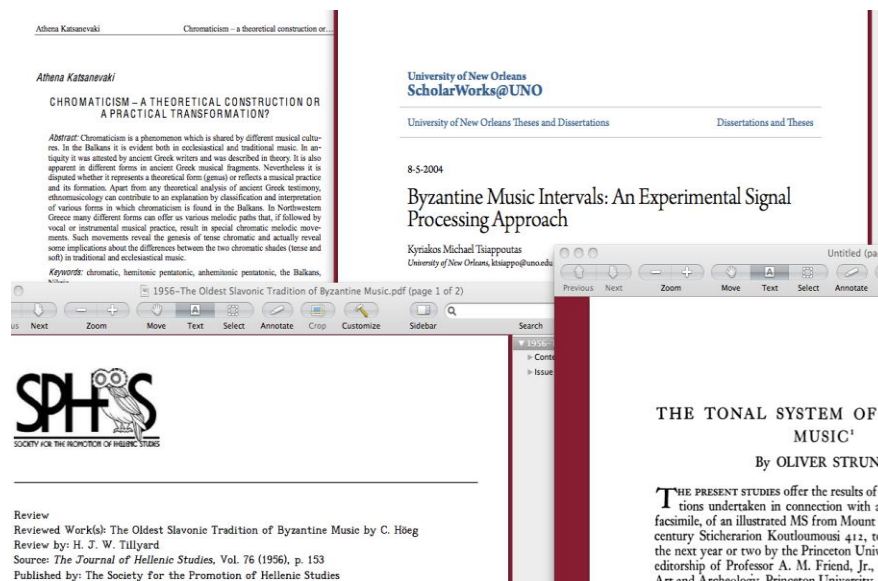 Athena Katsanevaki Chromaticism – a theoretical construction or…
Athena Katsanevaki
CHROMATICISM – A THEORETICAL CONSTRUCTION OR
A PRACTICAL TRANSFORMATION?
Abstract: Chromaticism is a phenomenon which is shared by different musical cultu-
res. In the Balkans it is evident both in ecclesiastical and traditional music. In an-
tiquity it was attested by ancient Greek writers and was described in theory. It is also
apparent in different forms in ancient Greek musical fragments. Nevertheless it is
disputed whether it represents a theoretical form (genus) or reflects a musical practice
and its formation. Apart from any theoretical analysis of ancient Greek testimony,
ethnomusicology can contribute to an explanation by classification and interpretation
of various forms in which chromaticism is found in the Balkans. In Northwestern
Greece many different forms can offer us various melodic paths that, if followed by
vocal or instrumental musical practice, result in special chromatic melodic move-
ments. Such movements reveal the genesis of tense chromatic and actually reveal
some implications about the differences between the two chromatic shades (tense and
soft) in traditional and ecclesiastical music.
Keywords: chromatic, hemitonic pentatonic, anhemitonic pentatonic, the Balkans,
University of New Orleans
ScholarWorks@UNO
University of New Orleans Theses and Dissertations Dissertations and Theses
8-5-2004
Byzantine Music Intervals: An Experimental Signal
Processing Approach
Kyriakos Michael Tsiappoutas
University of New Orleans, ktsiappo@uno.edu
1956–The Oldest Slavonic Tradition of Byzantine Music.pdf (page 1 of 2)
us Next Zoom Move Text Select Annotate Crop Customize Sidebar Search
1956–
Conte
Issue
SPHS
SOCIETY FOR THE PROMOTION OF HELLENIC STUDIES
Review
Reviewed Work(s): The Oldest Slavonic Tradition of Byzantine Music by C. Höeg
Review by: H. J. W. Tillyard
Source: The Journal of Hellenic Studies, Vol. 76 (1956), p. 153
Published by: The Society for the Promotion of Hellenic Studies
Untitled (pa
Previous Next Zoom Move Text Select Annotate
THE TONAL SYSTEM OF
MUSIC¹
By OLIVER STRUN
THE PRESENT STUDIES offer the results of
tions undertaken in connection with a
facsimile, of an illustrated MS from Mount
century Sticherarion Koutloumousi 412, to
the next year or two by the Princeton Univ
editorship of Professor A. M. Friend, Jr.,
Art and Archeology, Princeton University